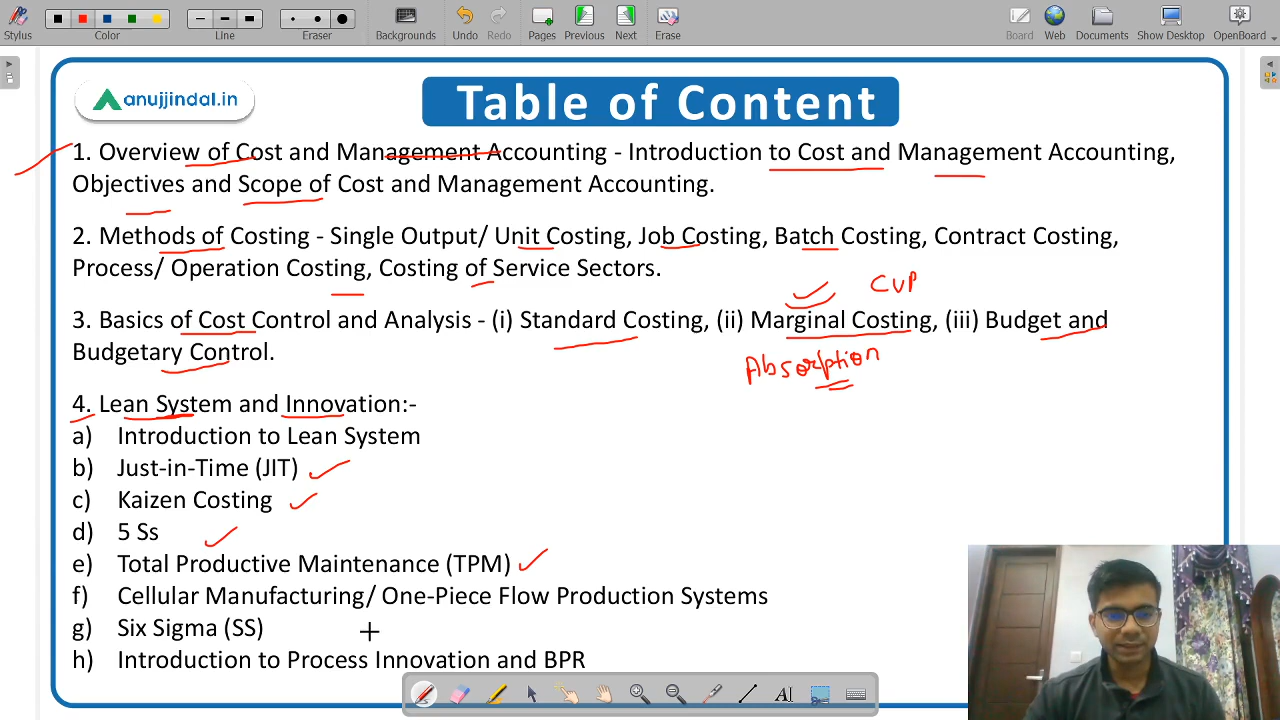 Stylus
Color
Line
Eraser
Backgrounds
Undo
Redo
Pages
Previous
Next
Erase
Board
Web
Documents
Show Desktop
OpenBoard
anujjindal.in
Table of Content
1. Overview of Cost and Management Accounting - Introduction to Cost and Management Accounting,
Objectives and Scope of Cost and Management Accounting.
2. Methods of Costing - Single Output/ Unit Costing, Job Costing, Batch Costing, Contract Costing,
Process/ Operation Costing, Costing of Service Sectors.
CVP
3. Basics of Cost Control and Analysis - (i) Standard Costing, (ii) Marginal Costing, (iii) Budget and
Budgetary Control.
Absorption
4. Lean System and Innovation:-
a) Introduction to Lean System
b) Just-in-Time (JIT)
c) Kaizen Costing
d) 5 Ss
e) Total Productive Maintenance (TPM)
f) Cellular Manufacturing/ One-Piece Flow Production Systems
g) Six Sigma (SS)
h) Introduction to Process Innovation and BPR